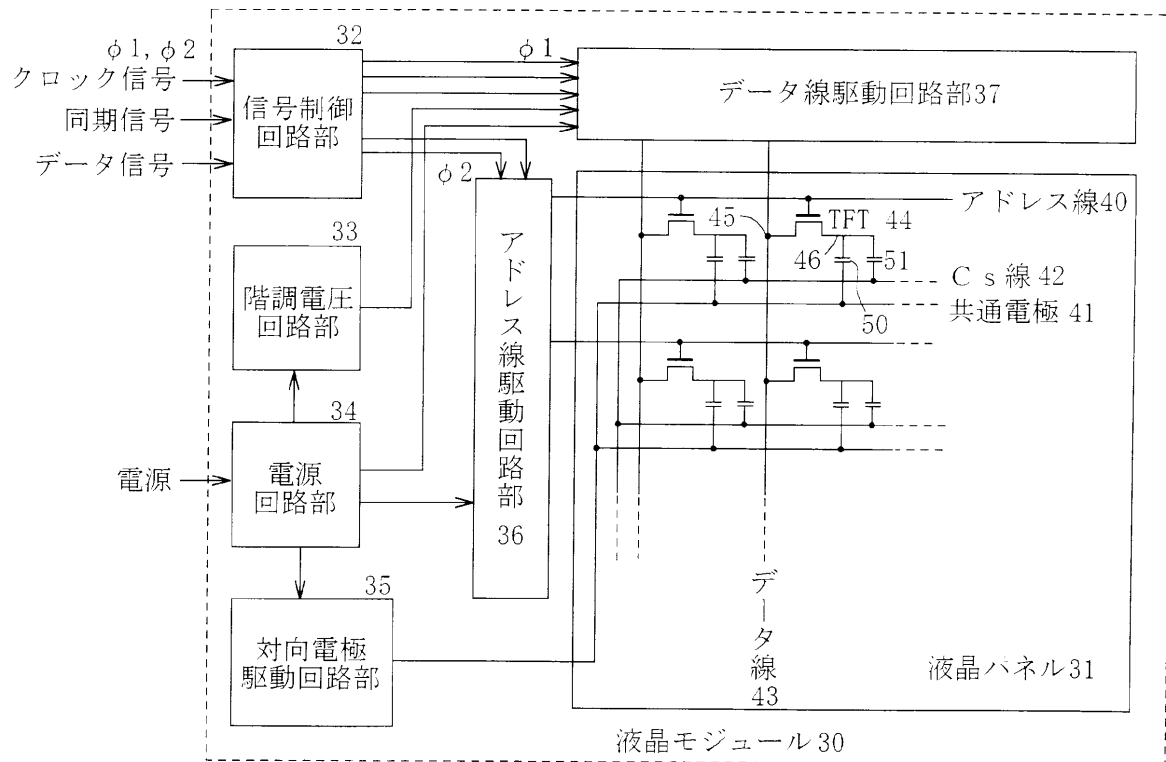 φ1, φ2
クロック信号
同期信号
データ信号
32
信号制御
回路部
φ1
データ線駆動回路部37
φ2
アドレス線駆動回路部
36
アドレス線40
45
TFT 44
46
51
50
Cs線42
共通電極41
33
階調電圧
回路部
34
電源
電源
回路部
35
対向電極
駆動回路部
データ線
43
液晶パネル31
液晶モジュール30